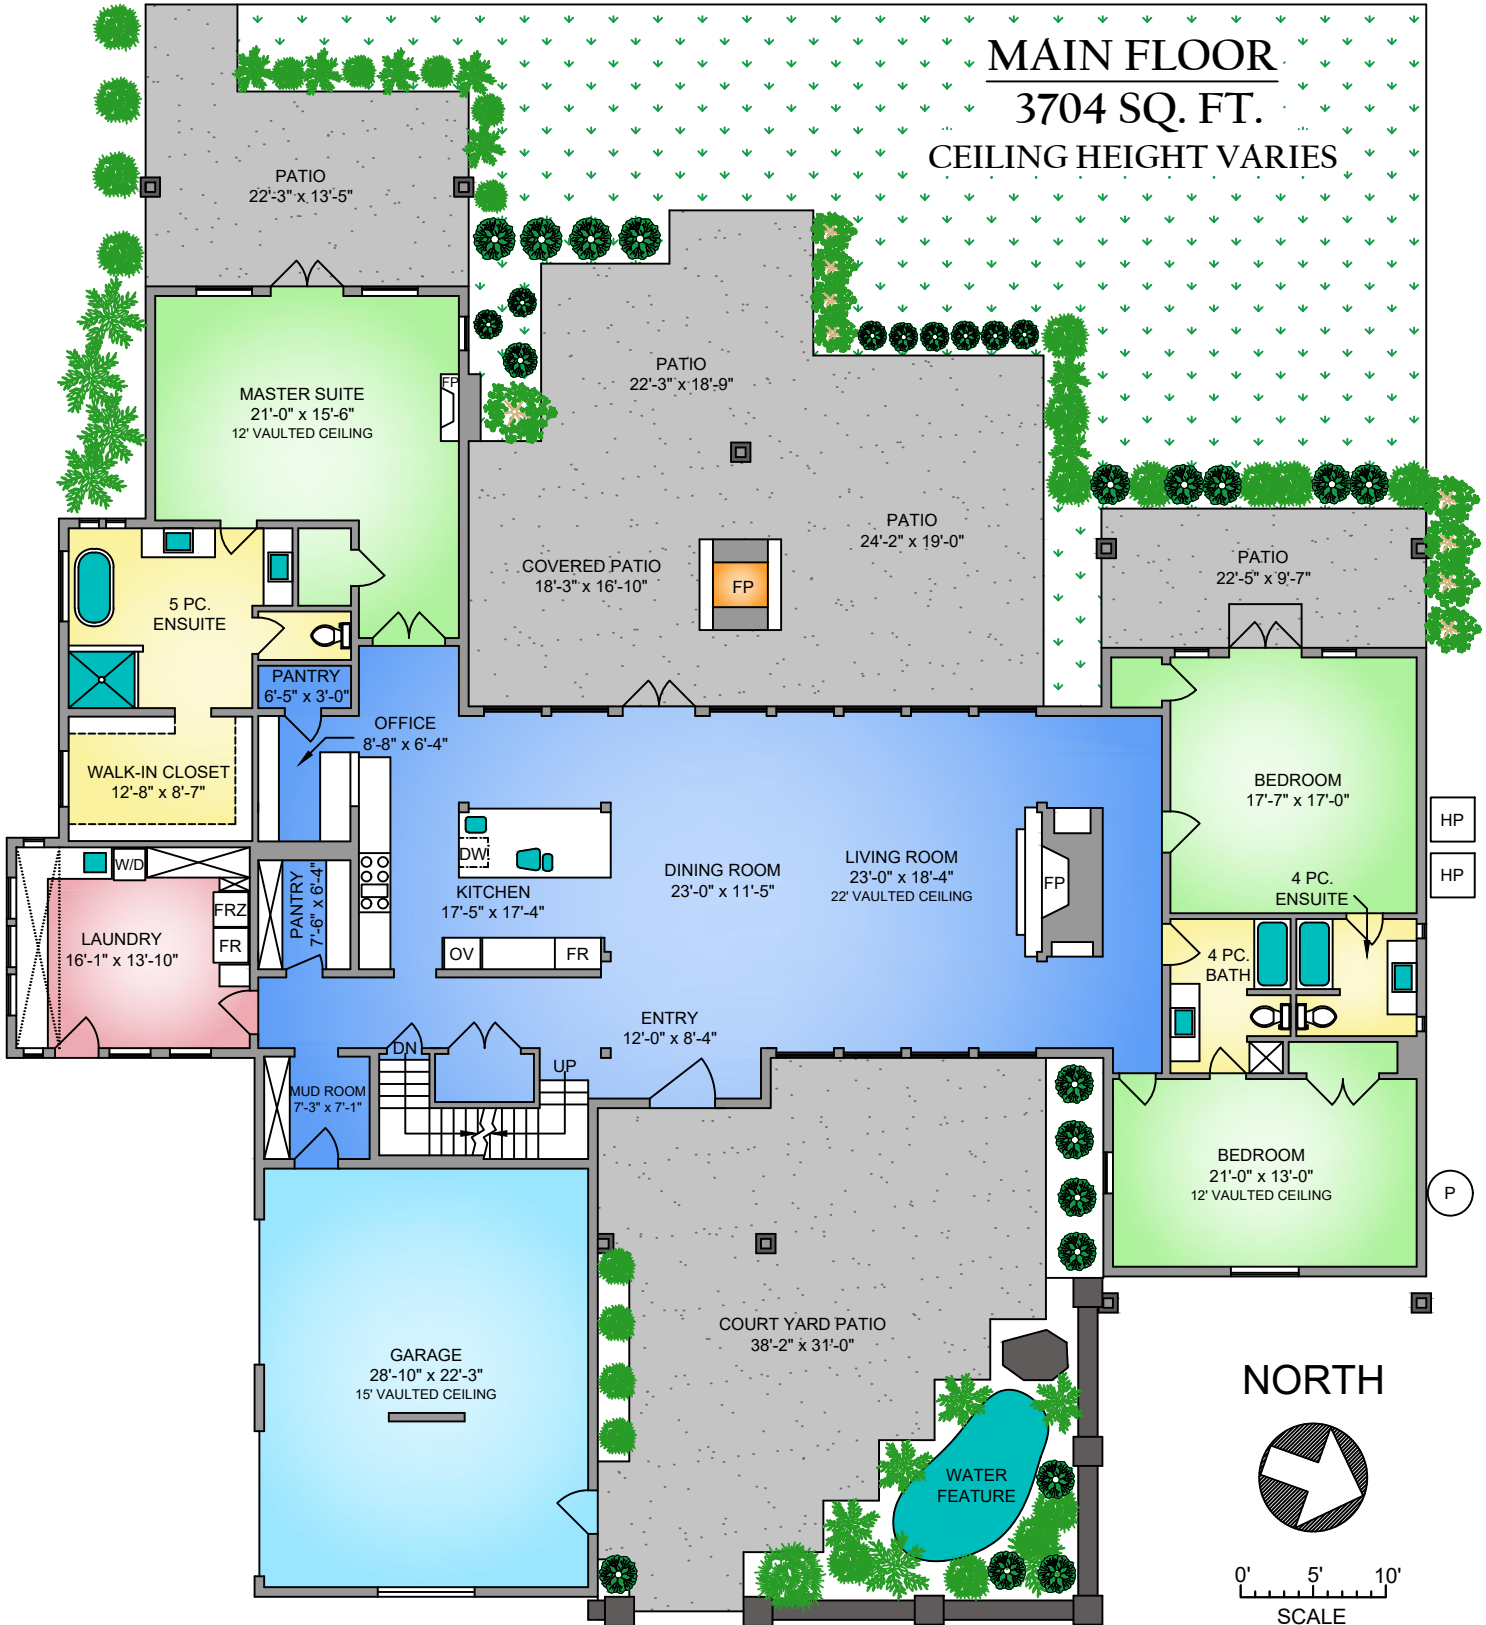 MAIN FLOOR
3704 SQ. FT.
CEILING HEIGHT VARIES
PATIO
22'-3" x 13'-5"
MASTER SUITE
21'-0" x 15'-6"
12' VAULTED CEILING
FP
PATIO
22'-3" x 18'-9"
PATIO
24'-2" x 19'-0"
COVERED PATIO
18'-3" x 16'-10"
FP
PATIO
22'-5" x 9'-7"
5 PC.
ENSUITE
PANTRY
6'-5" x 3'-0"
OFFICE
8'-8" x 6'-4"
WALK-IN CLOSET
12'-8" x 8'-7"
BEDROOM
17'-7" x 17'-0"
HP
HP
W/D
FRZ
FR
LAUNDRY
16'-1" x 13'-10"
PANTRY
7'-6" x 6'-4"
DW
KITCHEN
17'-5" x 17'-4"
OV
FR
DINING ROOM
23'-0" x 11'-5"
LIVING ROOM
23'-0" x 18'-4"
22' VAULTED CEILING
FP
4 PC.
ENSUITE
4 PC.
BATH
ENTRY
12'-0" x 8'-4"
DN
UP
MUD ROOM
7'-3" x 7'-1"
BEDROOM
21'-0" x 13'-0"
12' VAULTED CEILING
P
GARAGE
28'-10" x 22'-3"
15' VAULTED CEILING
COURT YARD PATIO
38'-2" x 31'-0"
WATER
FEATURE
NORTH
0' 5' 10'
SCALE